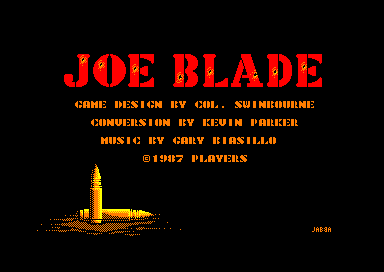 JOE BLADE
GAME DESIGN BY COL. SWINBOURNE
CONVERSION BY KEVIN PARKER
MUSIC BY GARY BIASILLO
©1987 PLAYERS
JABBA